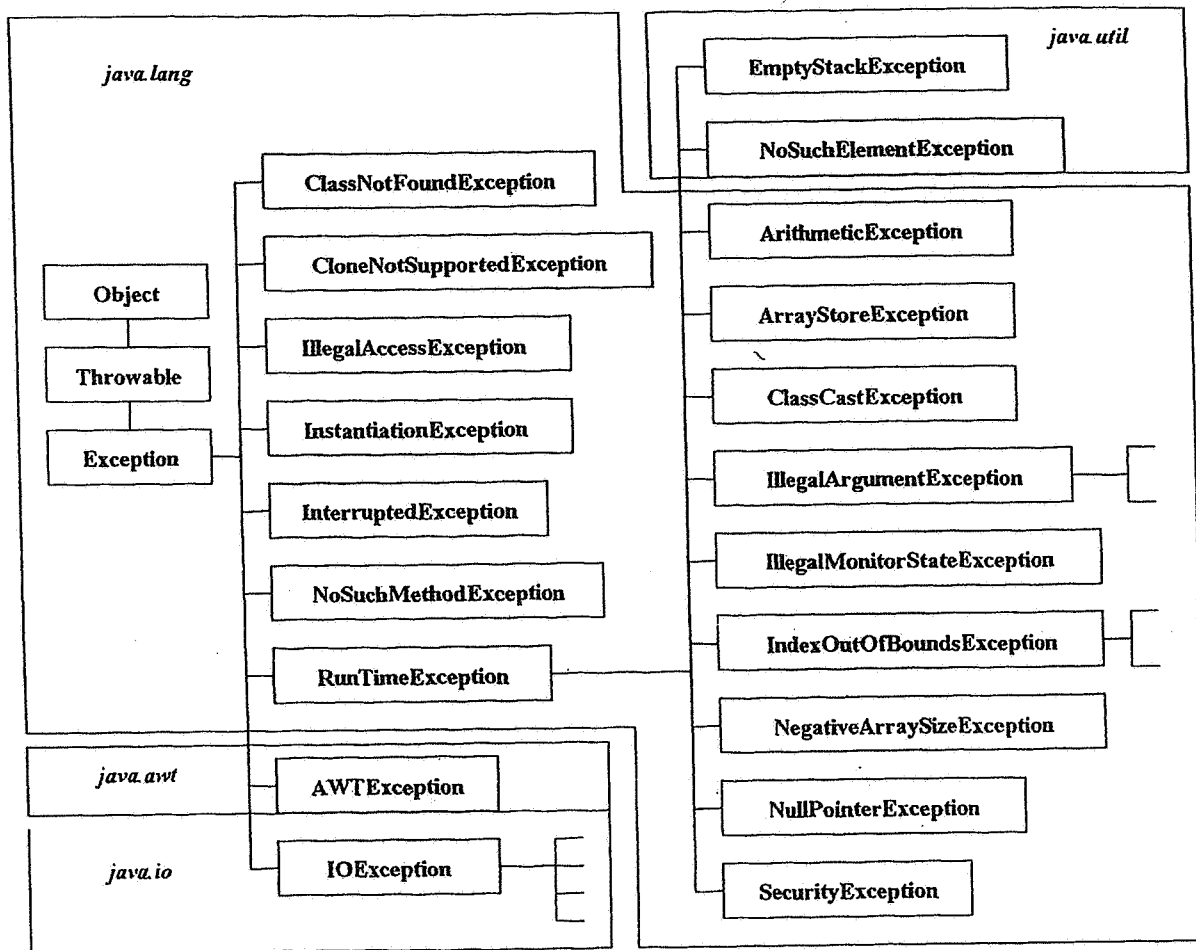 java.lang
Object
Throwable
Exception
ClassNotFoundException
CloneNotSupportedException
IllegalAccessException
InstantiationException
InterruptedException
NoSuchMethodException
RunTimeException
java.awt
AWTException
java.io
IOException
java.util
EmptyStackException
NoSuchElementException
ArithmeticException
ArrayStoreException
ClassCastException
IllegalArgumentException
IllegalMonitorStateException
IndexOutOfBoundsException
NegativeArraySizeException
NullPointerException
SecurityException